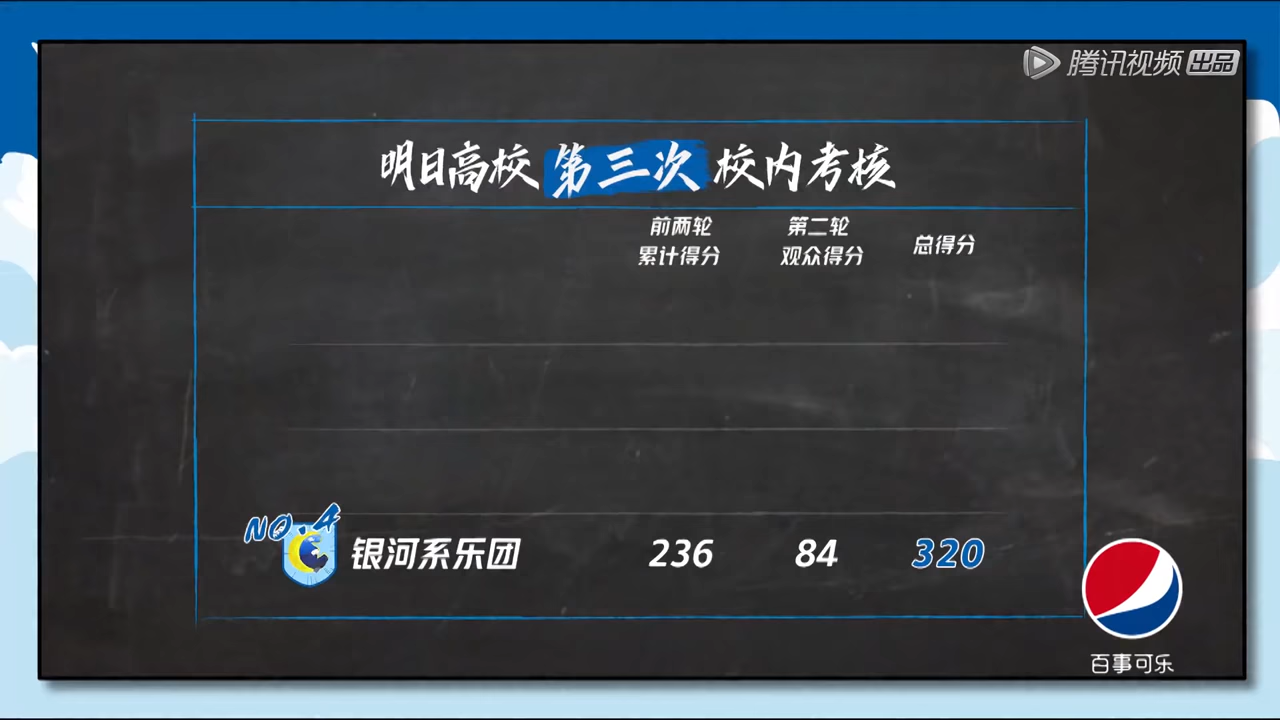 腾讯视频 出品
明日高校 第三次 校内考核
前两轮 累计得分
第二轮 观众得分
总得分
NO.4 银河系乐团 236 84 320
百事可乐